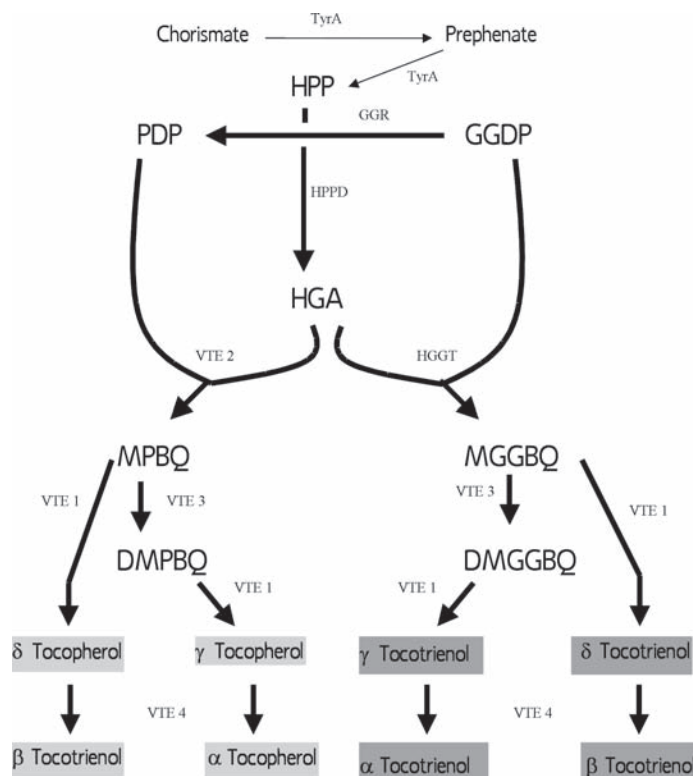 TyrA
Chorismate Prephenate
TyrA
HPP
GGR
PDP GGDP
HPPD
HGA
VTE 2 HGGT
MPBQ MGGBQ
VTE 1 VTE 3 VTE 3 VTE 1
DMPBQ DMGGBQ
VTE 1 VTE 1
δ Tocopherol γ Tocopherol γ Tocotrienol δ Tocotrienol
VTE 4 VTE 4
β Tocotrienol α Tocopherol α Tocotrienol β Tocotrienol